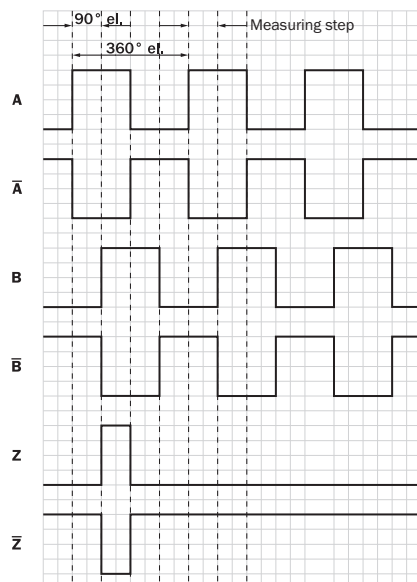 90° el. Measuring step
360° el.
A
A̅
B
B̅
Z
Z̅